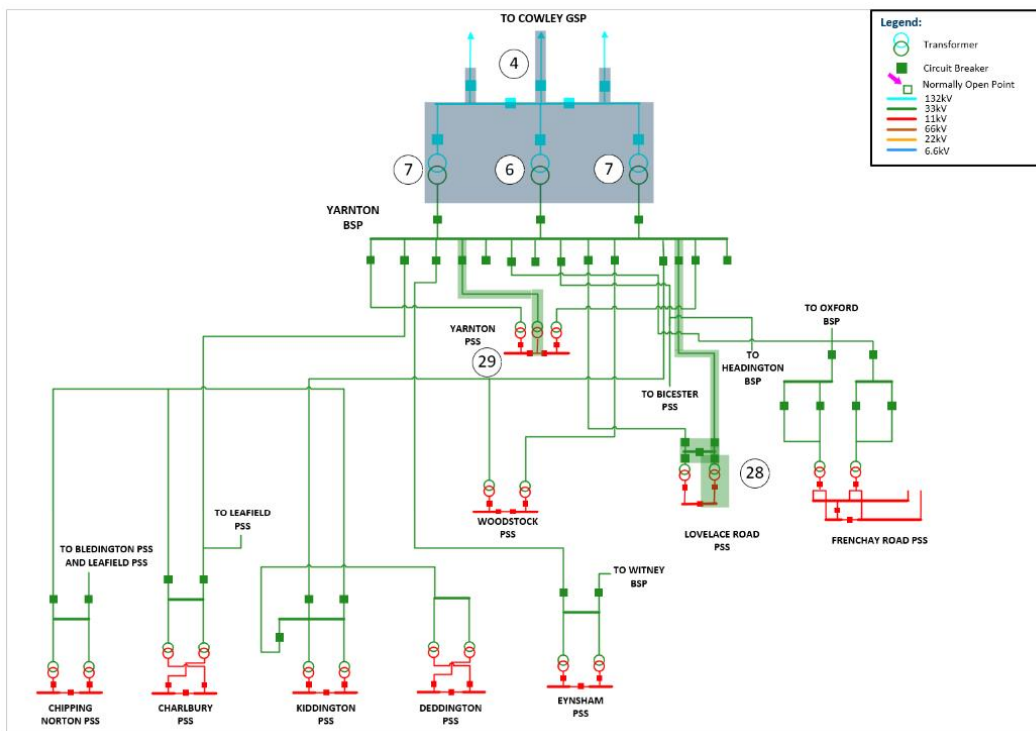 TO COWLEY GSP
Legend:
Transformer
Circuit Breaker
Normally Open Point
132kV
33kV
11kV
66kV
22kV
6.6kV
4
7
6
7
YARNTON
BSP
YARNTON
PSS
29
TO OXFORD
BSP
TO
HEADINGTON
BSP
TO BICESTER
PSS
28
WOODSTOCK
PSS
LOVELACE ROAD
PSS
FRENCHAY ROAD PSS
TO LEAFIELD
PSS
TO BLEDINGTON PSS
AND LEAFIELD PSS
TO WITNEY
BSP
CHIPPING
NORTON PSS
CHARLBURY
PSS
KIDDINGTON
PSS
DEDDINGTON
PSS
EYNSHAM
PSS